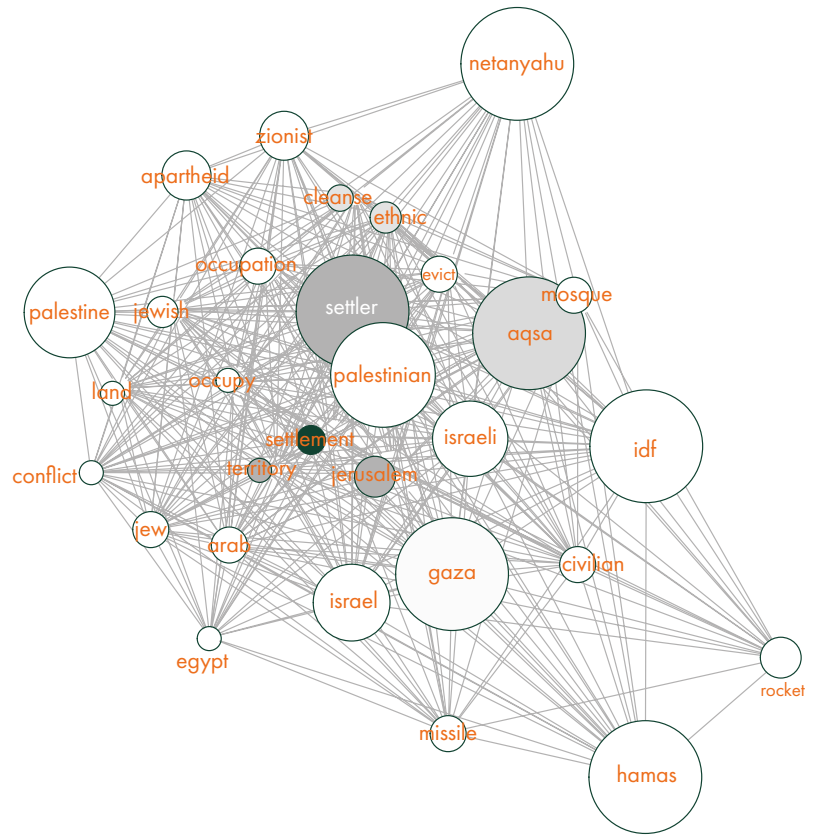 netanyahu
zionist
apartheid
cleanse
ethnic
occupation
evict
mosque
settler
palestine
jewish
aqsa
palestinian
occupy
land
settlement
israeli
idf
territory
jerusalem
conflict
jew
arab
civilian
gaza
israel
egypt
rocket
missile
hamas